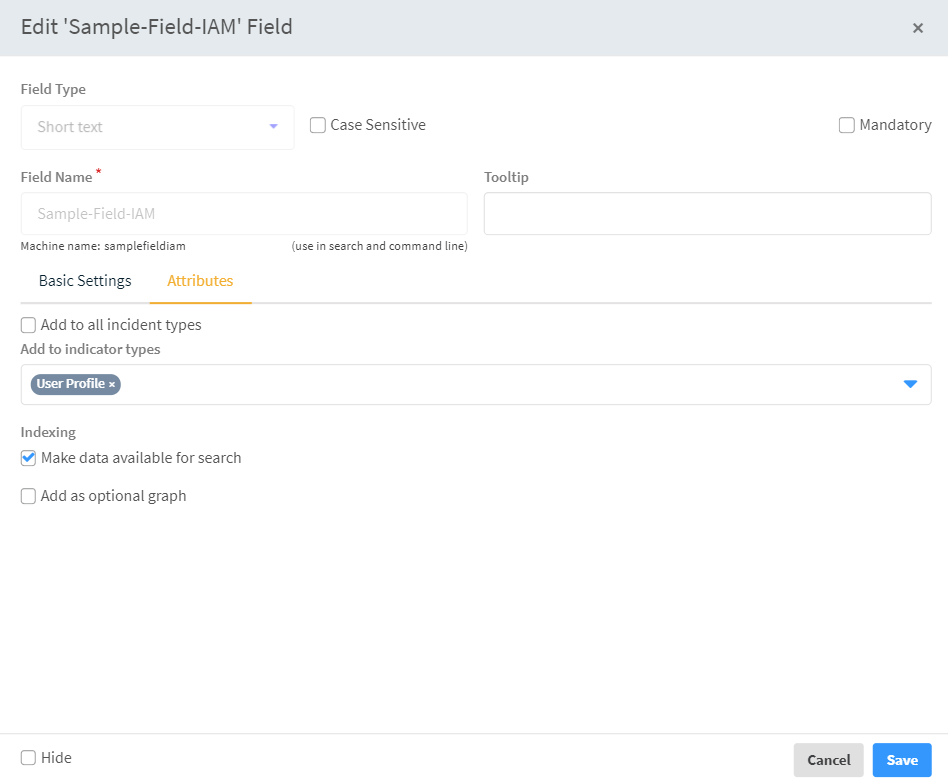 Edit 'Sample-Field-IAM' Field
×
Field Type
Short text
Case Sensitive
Mandatory
Field Name *
Tooltip
Sample-Field-IAM
Machine name: samplefieldiam
(use in search and command line)
Basic Settings
Attributes
Add to all incident types
Add to indicator types
User Profile ×
Indexing
Make data available for search
Add as optional graph
Hide
Cancel
Save